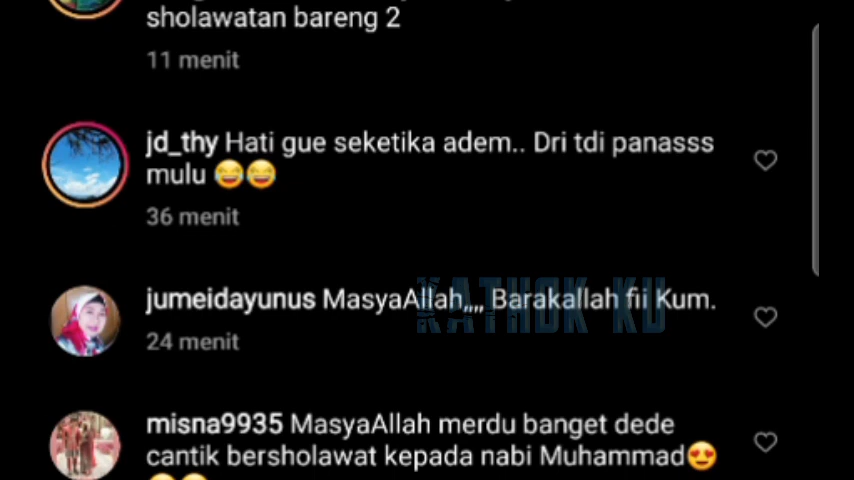 sholawatan bareng 2
11 menit
jd_thy Hati gue seketika adem.. Dri tdi panasss
mulu 😂😂
36 menit
jumeidayunus MasyaAllah,,,, Barakallah fii Kum.
KATHOK KU
24 menit
misna9935 MasyaAllah merdu banget dede
cantik bersholawat kepada nabi Muhammad😍